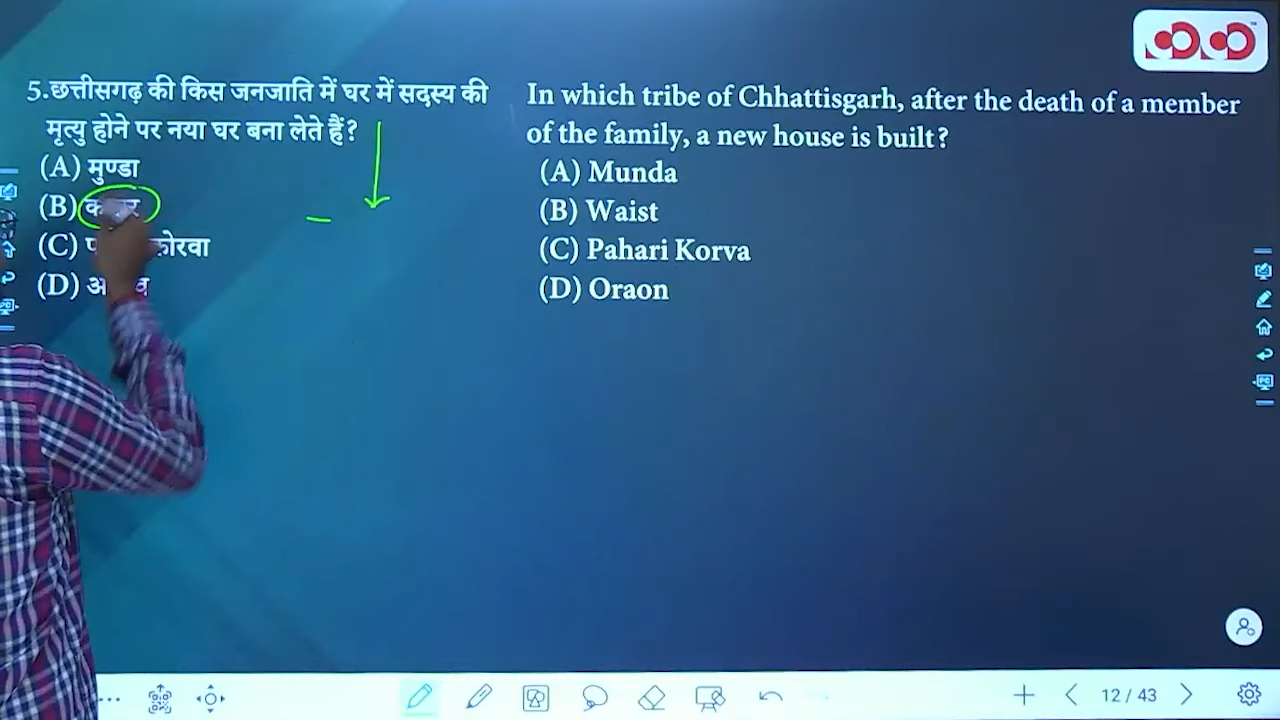 5.छत्तीसगढ़ की किस जनजाति में घर में सदस्य की
मृत्यु होने पर नया घर बना लेते हैं?
(A) मुण्डा
(B)
(C) कोरवा
(D)
In which tribe of Chhattisgarh, after the death of a member
of the family, a new house is built?
(A) Munda
(B) Waist
(C) Pahari Korva
(D) Oraon
12 / 43